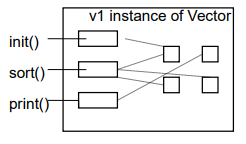 v1 instance of Vector
init()
sort()
print()